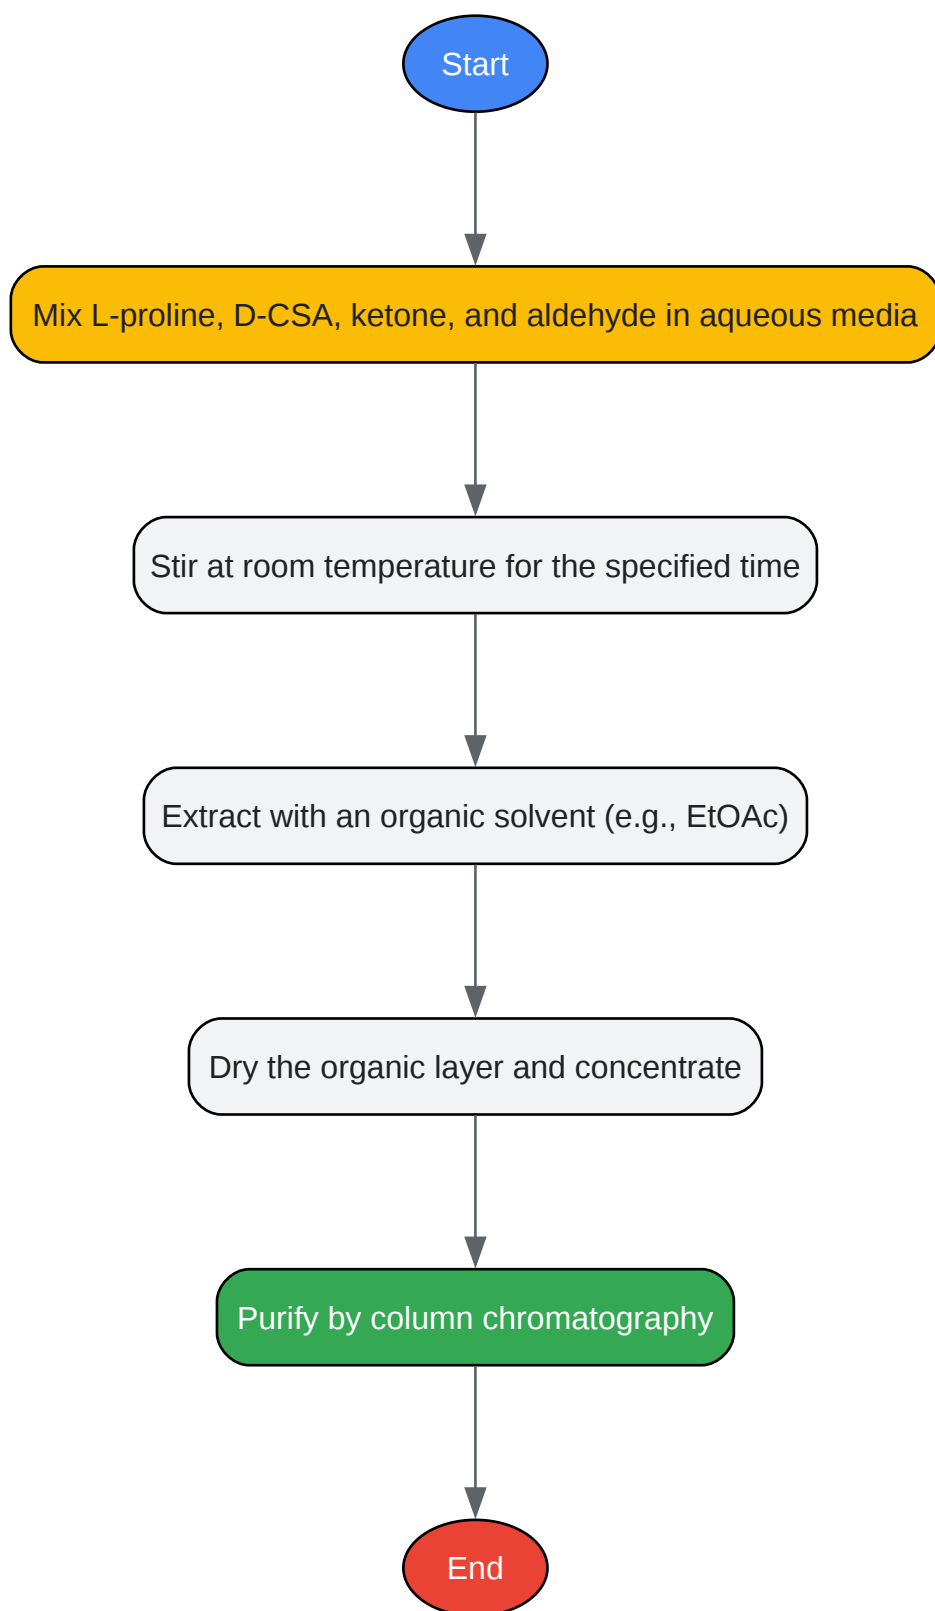 Start
Mix L-proline, D-CSA, ketone, and aldehyde in aqueous media
Stir at room temperature for the specified time
Extract with an organic solvent (e.g., EtOAc)
Dry the organic layer and concentrate
Purify by column chromatography
End